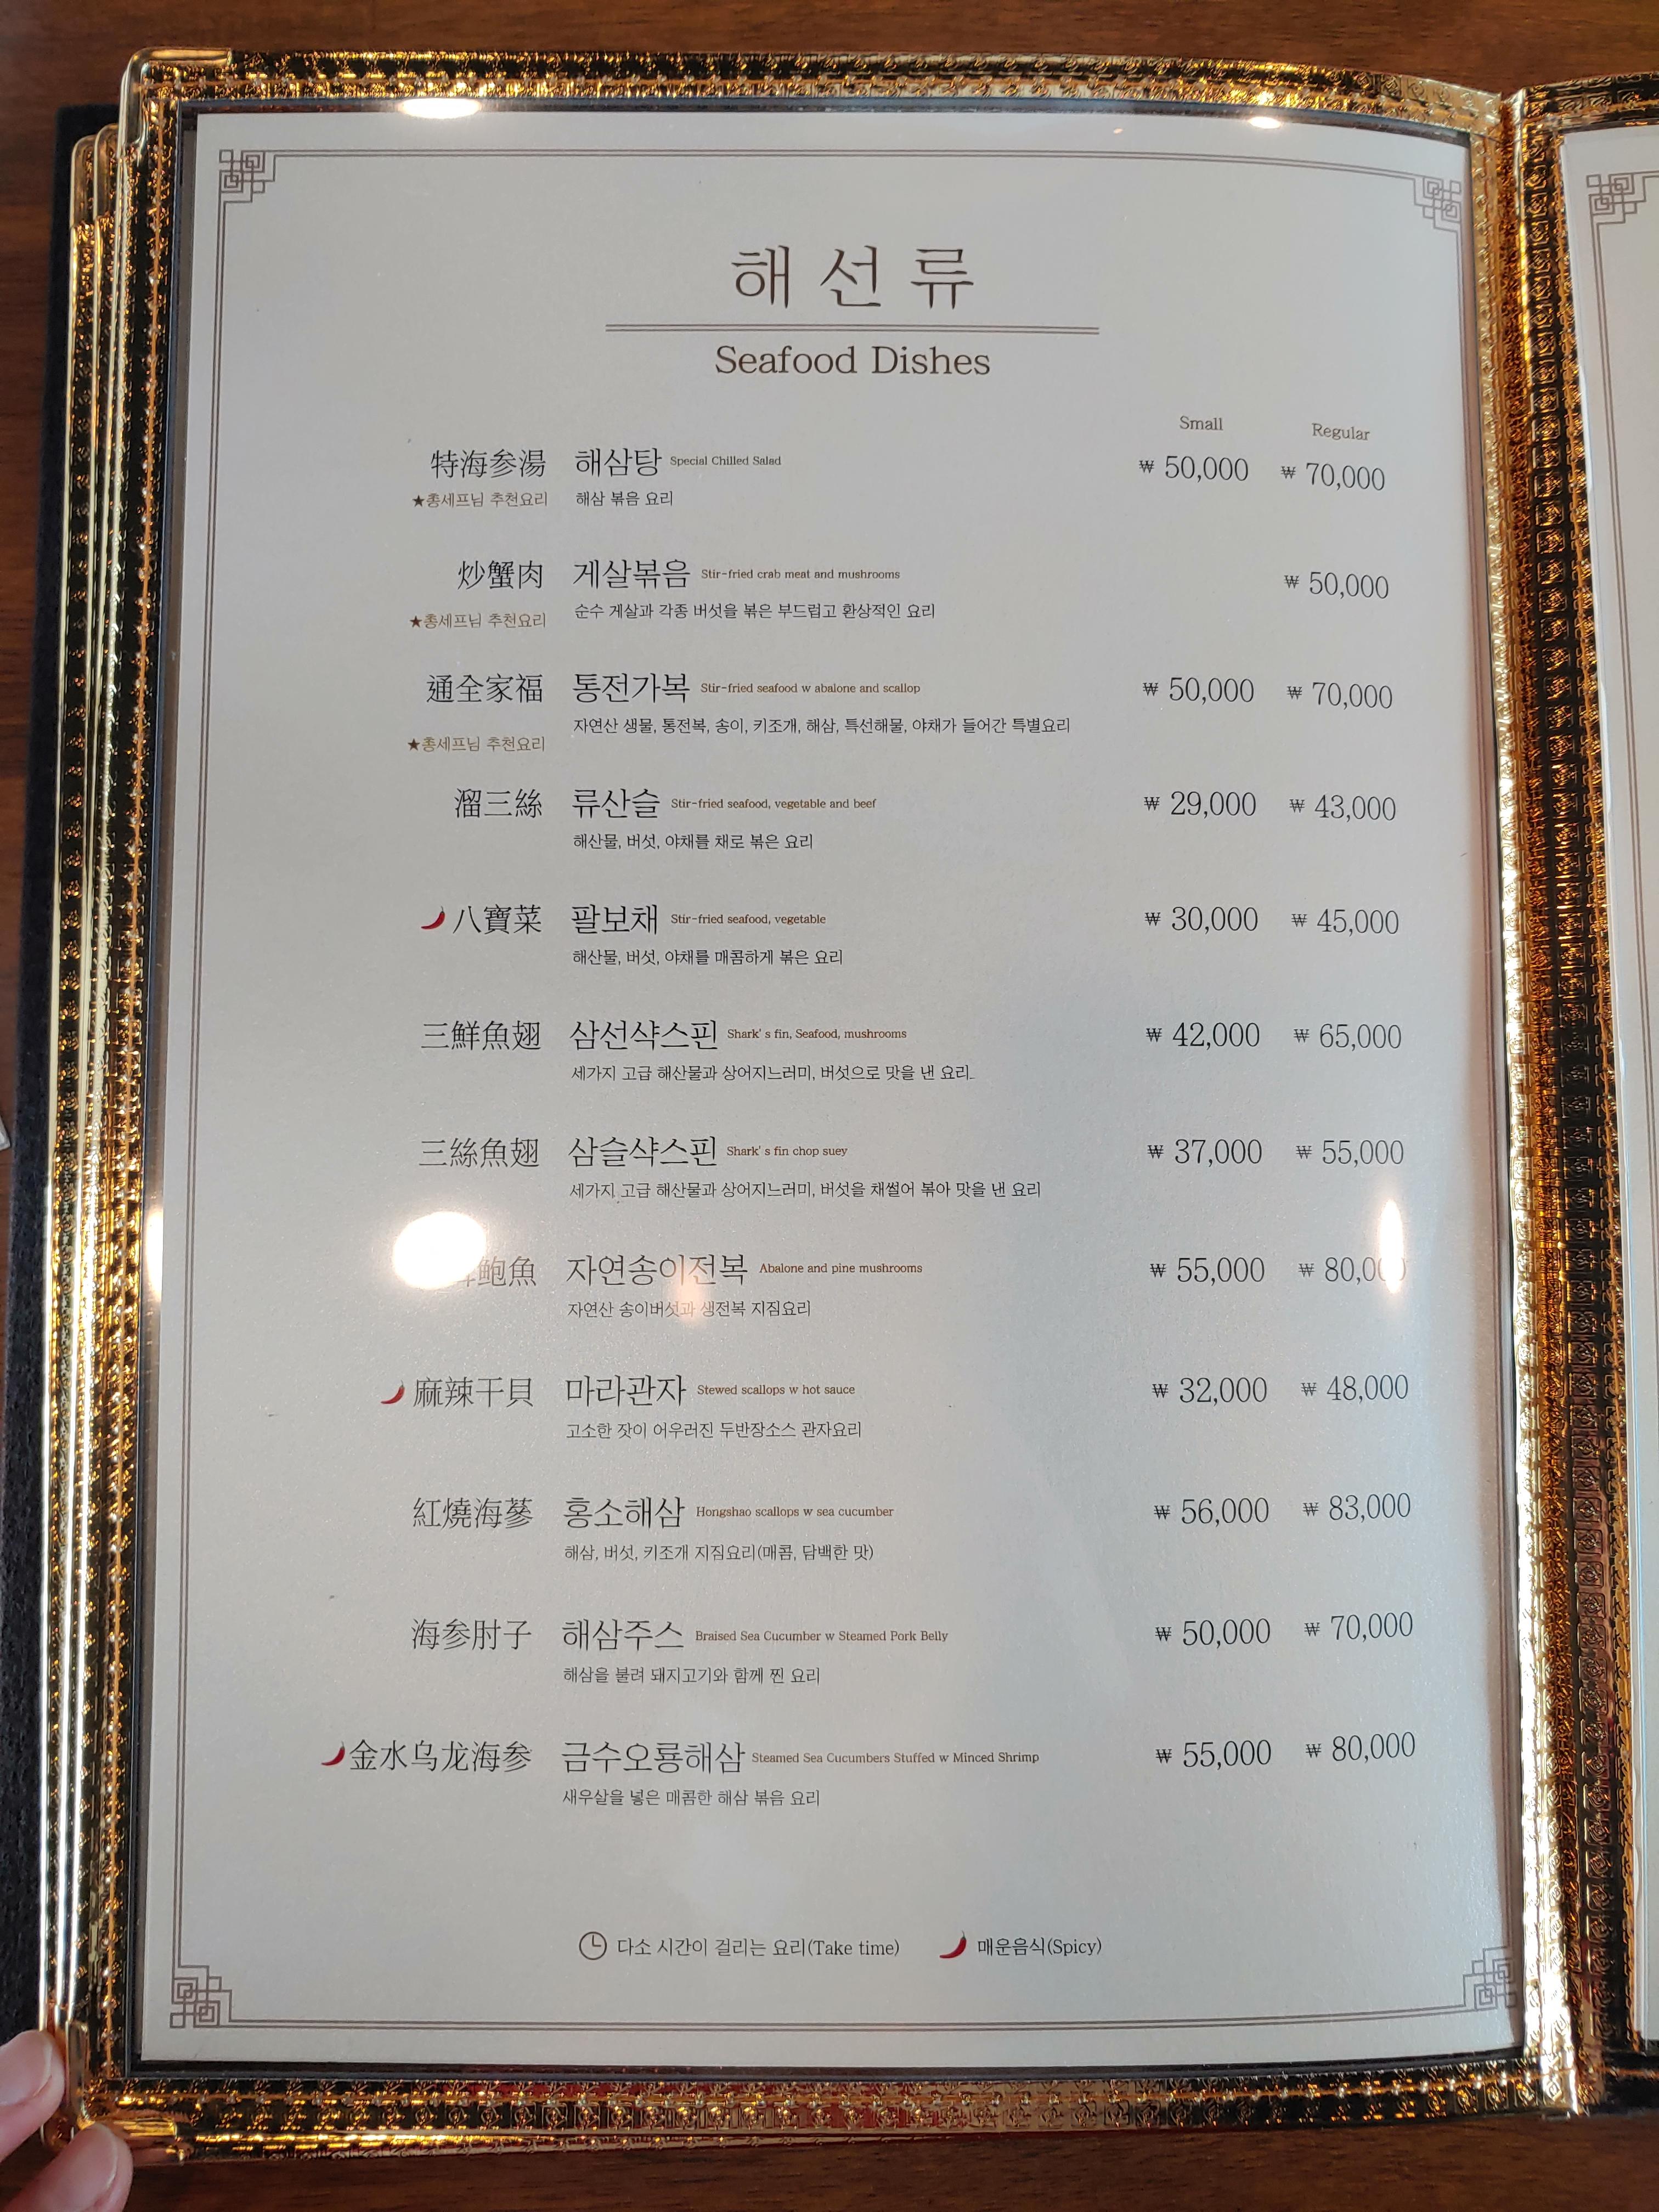 해선류
Seafood Dishes
Small Regular
特海参湯 해삼탕 Special Chilled Salad ₩ 50,000 ₩ 70,000
★총세프님 추천요리 해삼 볶음 요리
炒蟹肉 게살볶음 Stir-fried crab meat and mushrooms ₩ 50,000
★총세프님 추천요리 순수 게살과 각종 버섯을 볶은 부드럽고 환상적인 요리
通全家福 통전가복 Stir-fried seafood w abalone and scallop ₩ 50,000 ₩ 70,000
자연산 생물, 통전복, 송이, 키조개, 해삼, 특선해물, 야채가 들어간 특별요리
★총세프님 추천요리
溜三絲 류산슬 Stir-fried seafood, vegetable and beef ₩ 29,000 ₩ 43,000
해산물, 버섯, 야채를 채로 볶은 요리
八寶菜 팔보채 Stir-fried seafood, vegetable ₩ 30,000 ₩ 45,000
해산물, 버섯, 야채를 매콤하게 볶은 요리
三鮮魚翅 삼선샥스핀 Shark's fin, Seafood, mushrooms ₩ 42,000 ₩ 65,000
세가지 고급 해산물과 상어지느러미, 버섯으로 맛을 낸 요리.
三絲魚翅 삼슬샥스핀 Shark's fin chop suey ₩ 37,000 ₩ 55,000
세가지 고급 해산물과 상어지느러미, 버섯을 채썰어 볶아 맛을 낸 요리
鮑魚 자연송이전복 Abalone and pine mushrooms ₩ 55,000 ₩ 80,000
자연산 송이버섯과 생전복 지짐요리
麻辣干貝 마라관자 Stewed scallops w hot sauce ₩ 32,000 ₩ 48,000
고소한 잣이 어우러진 두반장소스 관자요리
紅燒海蔘 홍소해삼 Hongshao scallops w sea cucumber ₩ 56,000 ₩ 83,000
해삼, 버섯, 키조개 지짐요리(매콤, 담백한 맛)
海参肘子 해삼주스 Braised Sea Cucumber w Steamed Pork Belly ₩ 50,000 ₩ 70,000
해삼을 불려 돼지고기와 함께 찐 요리
金水乌龙海参 금수오룡해삼 Steamed Sea Cucumbers Stuffed w Minced Shrimp ₩ 55,000 ₩ 80,000
새우살을 넣은 매콤한 해삼 볶음 요리
다소 시간이 걸리는 요리(Take time) 매운음식(Spicy)